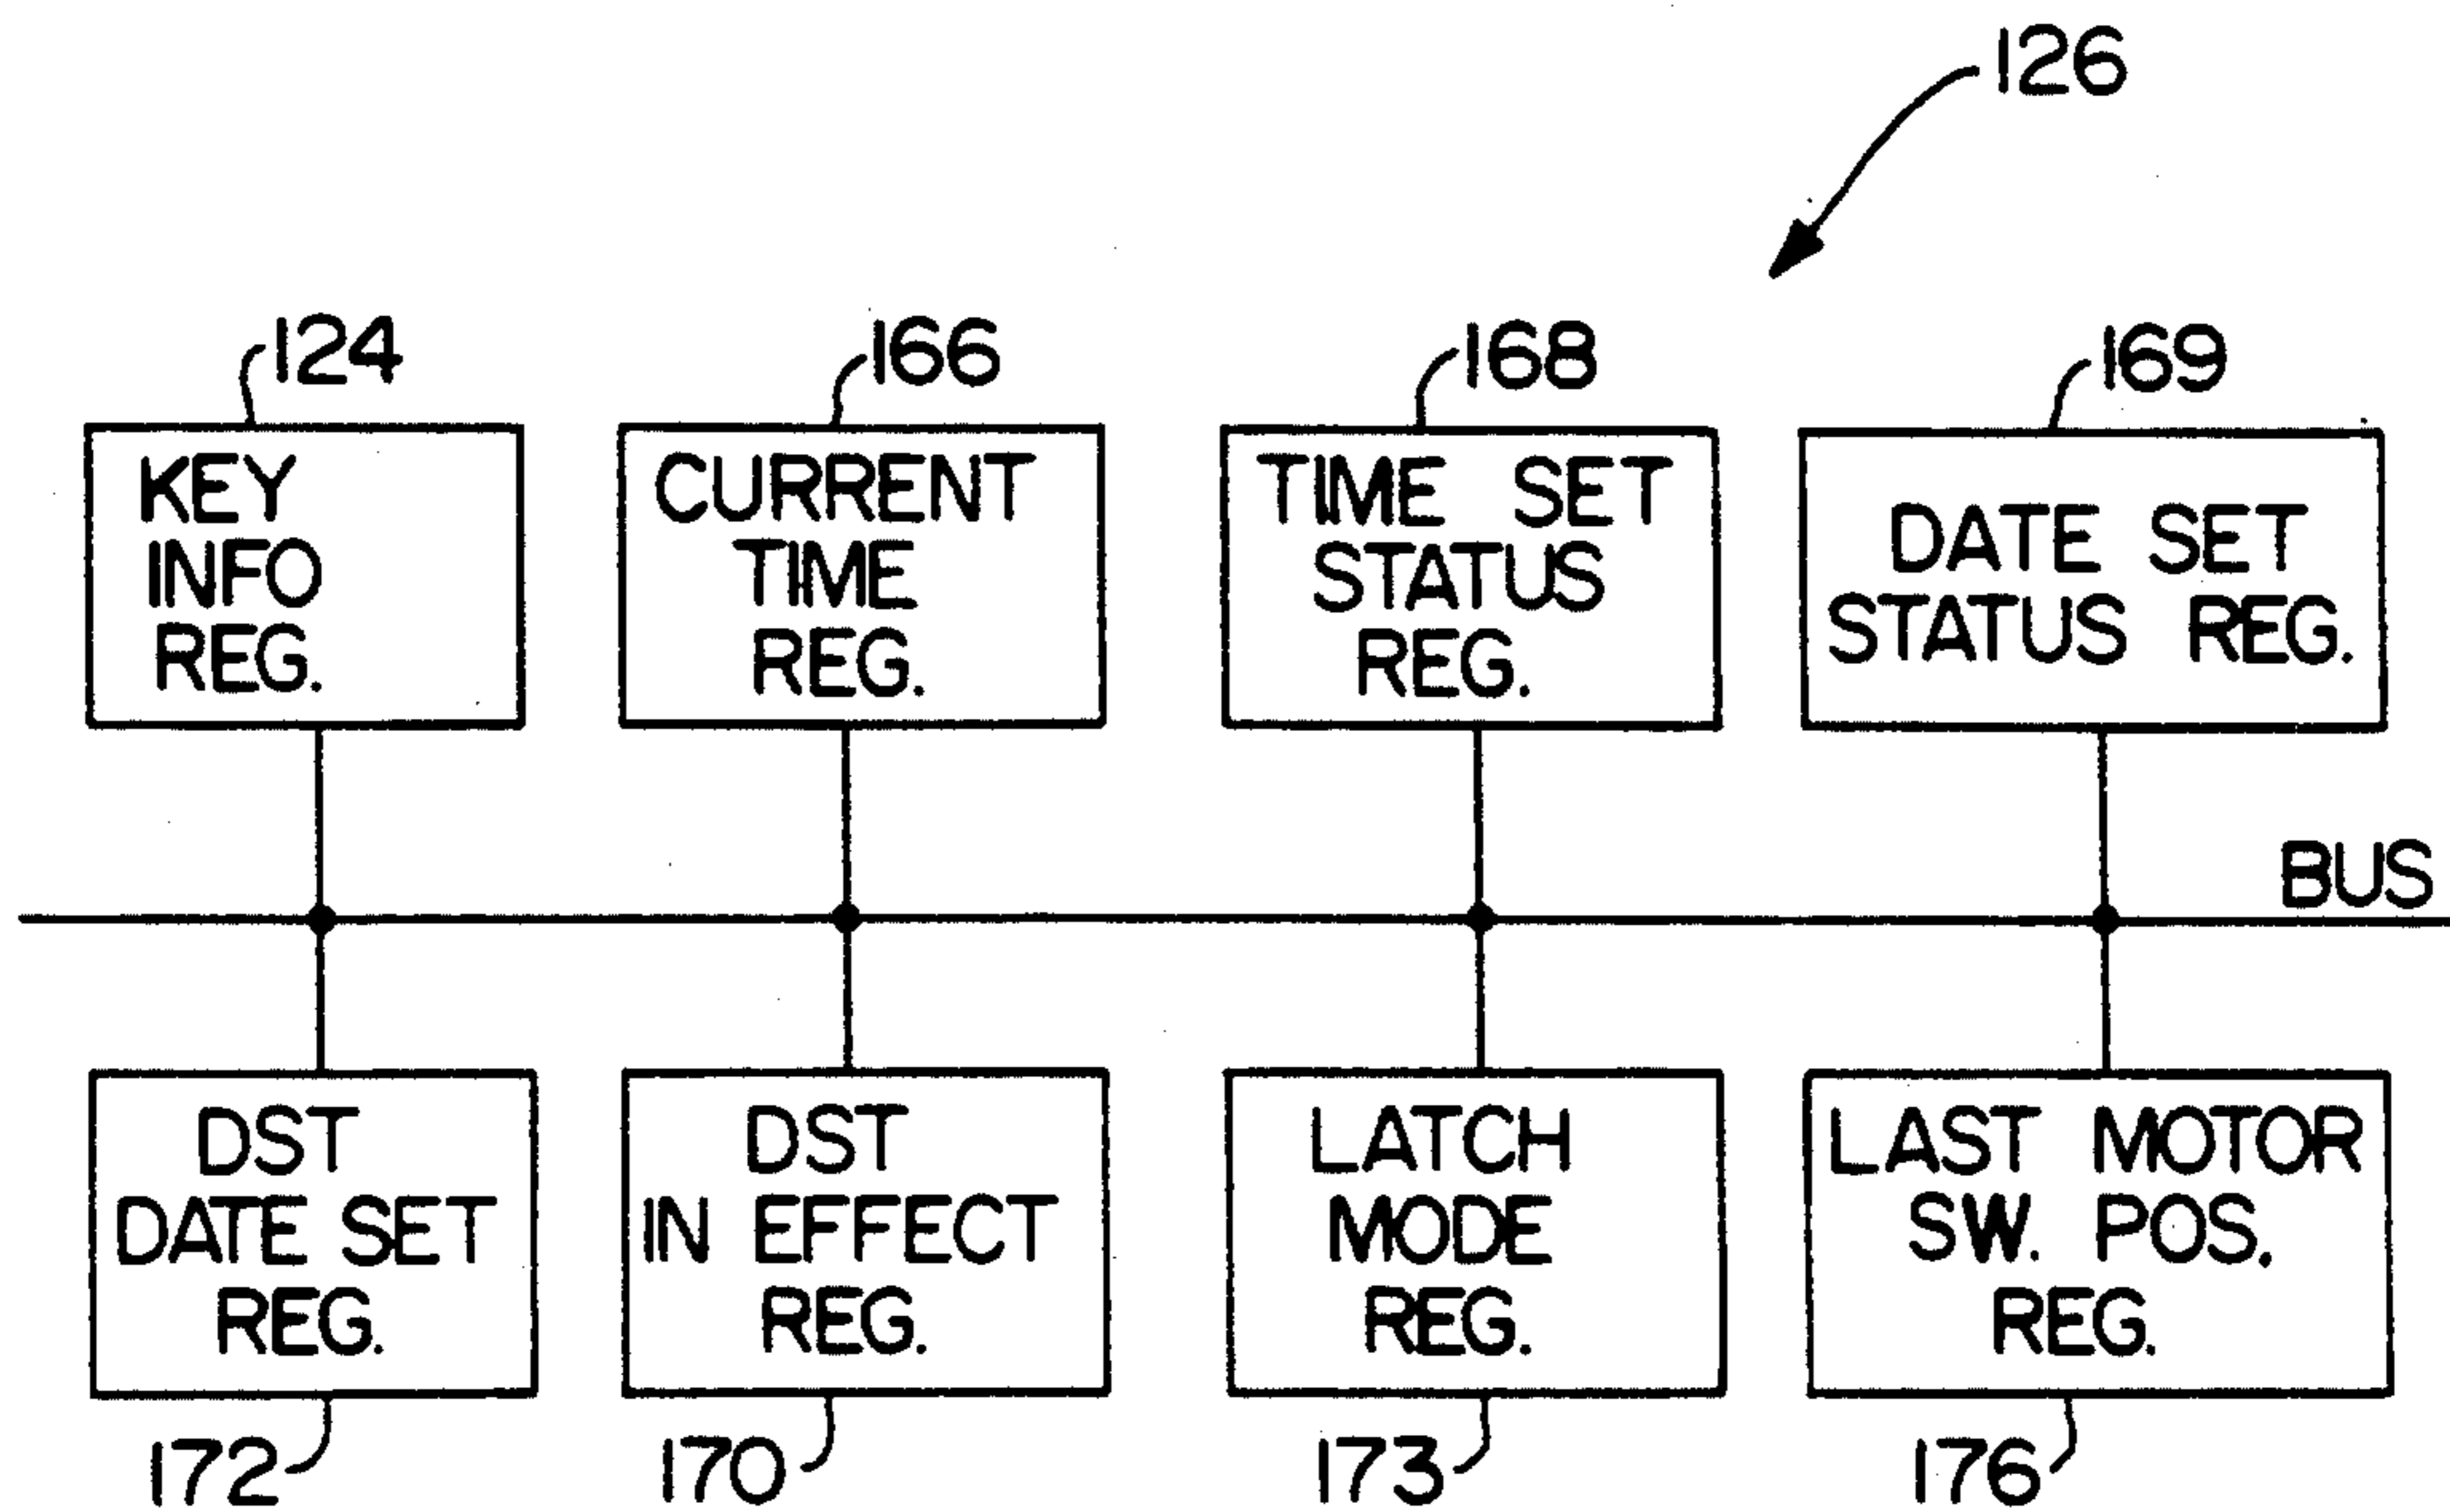 126
124
166
168
169
KEY
INFO
REG.
CURRENT
TIME
REG.
TIME SET
STATUS
REG.
DATE SET
STATUS REG.
BUS
DST
DATE SET
REG.
DST
IN EFFECT
REG.
LATCH
MODE
REG.
LAST MOTOR
SW. POS.
REG.
172
170
173
176